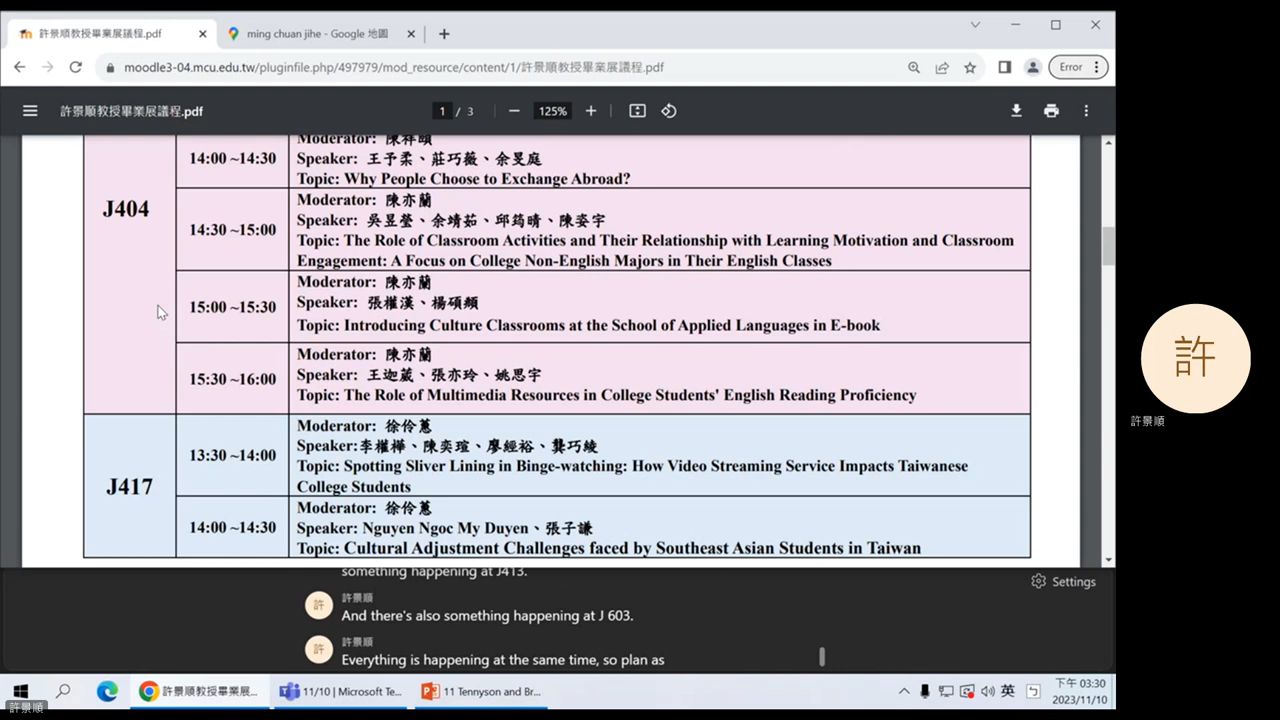 許景順教授畢業展議程.pdf
ming chuan jihe - Google 地圖
moodle3-04.mcu.edu.tw/pluginfile.php/497979/mod_resource/content/1/許景順教授畢業展議程.pdf
Error
許景順教授畢業展議程.pdf
1 / 3
125%
J404
14:00 ~14:30
Moderator: 陳祥頤
Speaker: 王予柔、莊巧薇、余旻庭
Topic: Why People Choose to Exchange Abroad?
14:30 ~15:00
Moderator: 陳亦蘭
Speaker: 吳昱瑩、余靖茹、邱筠晴、陳姿宇
Topic: The Role of Classroom Activities and Their Relationship with Learning Motivation and Classroom
Engagement: A Focus on College Non-English Majors in Their English Classes
15:00 ~15:30
Moderator: 陳亦蘭
Speaker: 張權漢、楊碩頻
Topic: Introducing Culture Classrooms at the School of Applied Languages in E-book
15:30 ~16:00
Moderator: 陳亦蘭
Speaker: 王迦葳、張亦玲、姚思宇
Topic: The Role of Multimedia Resources in College Students' English Reading Proficiency
J417
13:30 ~14:00
Moderator: 徐伶蕙
Speaker:李權樺、陳奕瑄、廖經裕、龔巧綾
Topic: Spotting Sliver Lining in Binge-watching: How Video Streaming Service Impacts Taiwanese
College Students
14:00 ~14:30
Moderator: 徐伶蕙
Speaker: Nguyen Ngoc My Duyen、張子謙
Topic: Cultural Adjustment Challenges faced by Southeast Asian Students in Taiwan
something happening at J413.
Settings
許
許景順
And there's also something happening at J 603.
許
許景順
Everything is happening at the same time, so plan as
許
許景順
許景順教授畢業展...
11/10 | Microsoft Te...
11 Tennyson and Br...
英
下午 03:30
2023/11/10
許景順